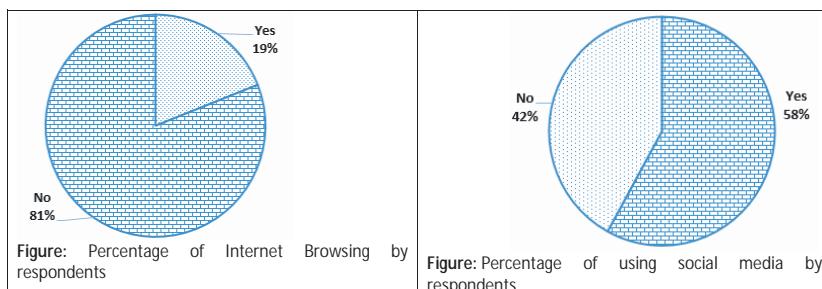 Yes
19%
No
81%
Figure: Percentage of Internet Browsing by
respondents
No
42%
Yes
58%
Figure: Percentage of using social media by
respondents